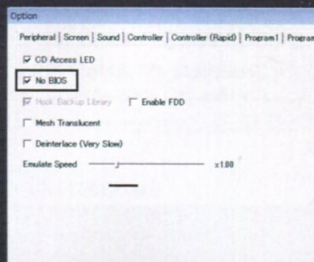 Option
Peripheral | Screen | Sound | Controller | Controller (Rapid) | Program1 | Program
CD Access LED
No BIOS
Hook Backup Library Enable FDD
Mesh Translucent
Deinterlace (Very Slow)
Emulate Speed x1.00